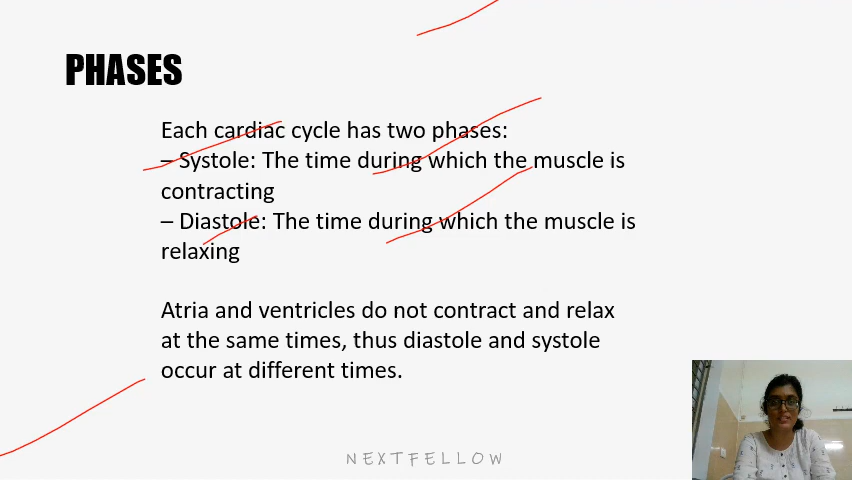 PHASES
Each cardiac cycle has two phases:
– Systole: The time during which the muscle is
contracting
– Diastole: The time during which the muscle is
relaxing
Atria and ventricles do not contract and relax
at the same times, thus diastole and systole
occur at different times.
NEXTFELLOW